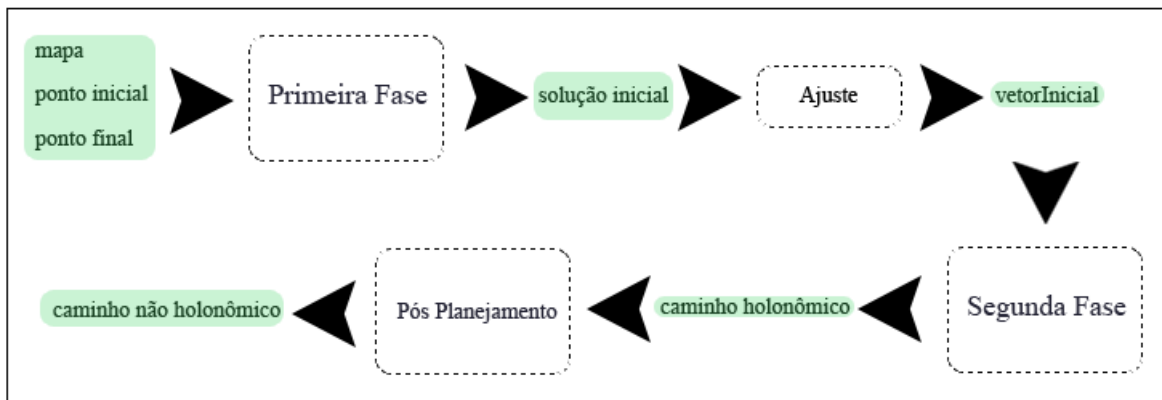 mapa
ponto inicial
ponto final
Primeira Fase
solução inicial
Ajuste
vetorInicial
Segunda Fase
caminho holonômico
Pós Planejamento
caminho não holonômico